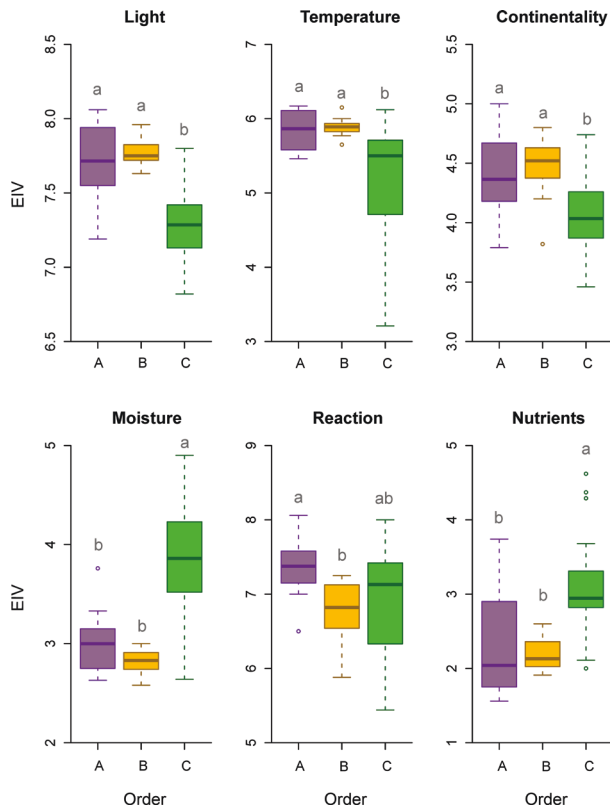 Light
Temperature
Continentality
EIV
6.5
7.0
7.5
8.0
8.5
a
a
b
A
B
C
3
4
5
6
7
a
a
b
A
B
C
3.0
3.5
4.0
4.5
5.0
5.5
a
a
b
A
B
C
Moisture
Reaction
Nutrients
EIV
2
3
4
5
b
b
a
A
B
C
Order
5
6
7
8
9
a
b
ab
A
B
C
Order
1
2
3
4
5
b
b
a
A
B
C
Order